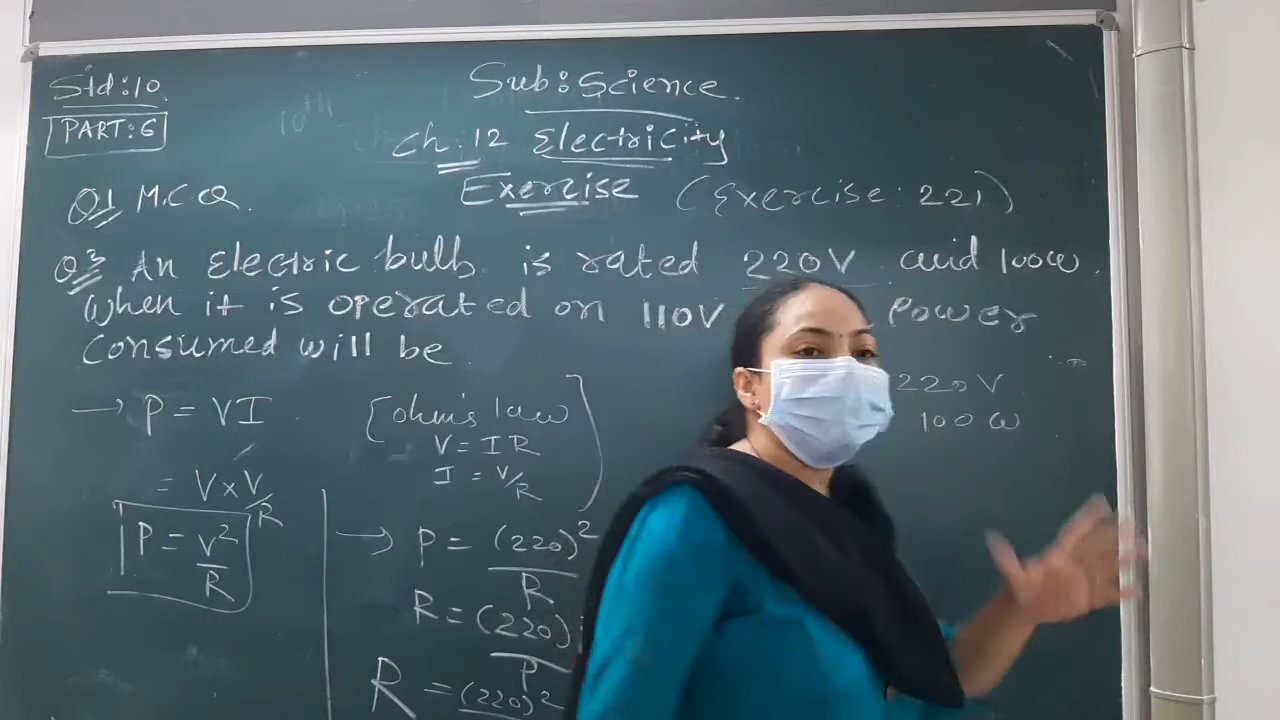 Std:10
PART:6
Sub: Science.
Ch.12 Electricity
Exercise (Exercise: 221)
Q1 M.C.Q.
Q3 An Electric bulb is rated 220V and 100W.
When it is operated on 110V Power
Consumed will be
→ P = VI
= V×V/R
P = V²/R
[ohm's law
V = IR
I = V/R]
→ P = (220)²/R
R = (220)/P
R = (220)²
220V
100W